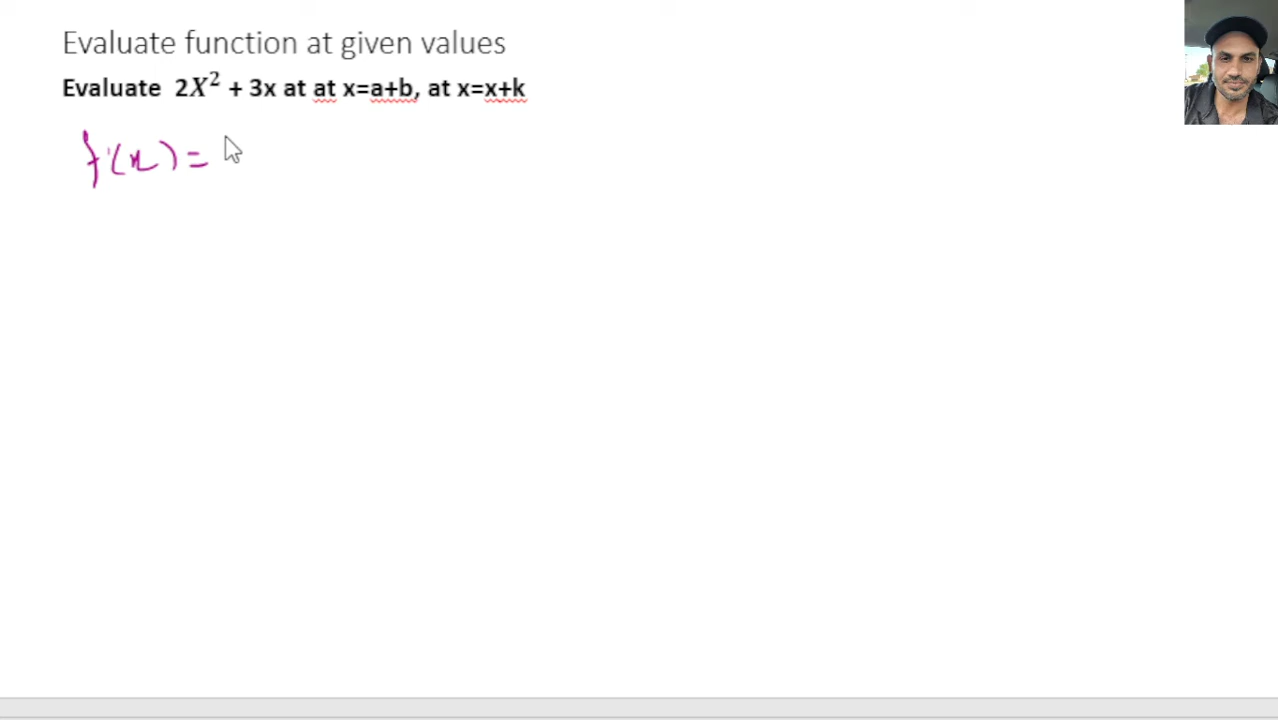 Evaluate function at given values
Evaluate 2X² + 3x at at x=a+b, at x=x+k
f(x)=